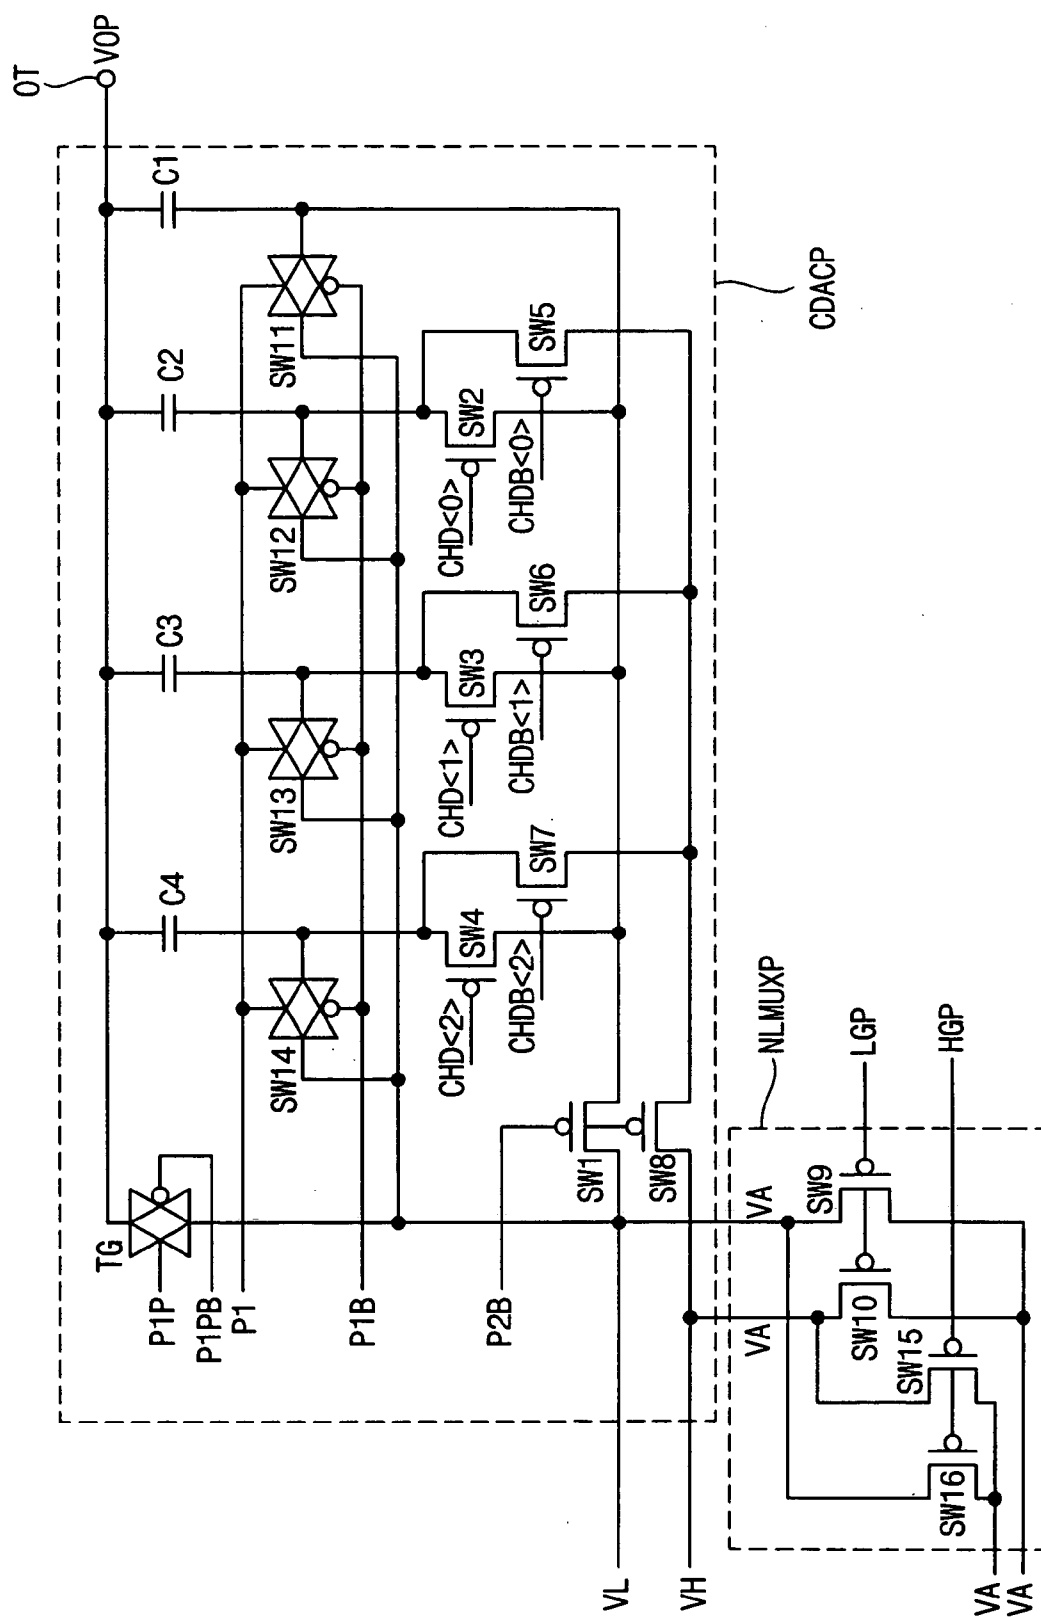 OT
VOP
C1
C2
C3
C4
SW11
SW12
SW13
SW14
TG
P1P
P1PB
P1
P1B
P2B
CHD<0>
SW2
CHDB<0>
SW5
CHD<1>
SW3
CHDB<1>
SW6
CHD<2>
SW4
CHDB<2>
SW7
CDACP
SW1
SW8
VL
VH
NLMUXP
VA
VA
SW9
LGP
SW10
SW15
HGP
SW16
VA
VA